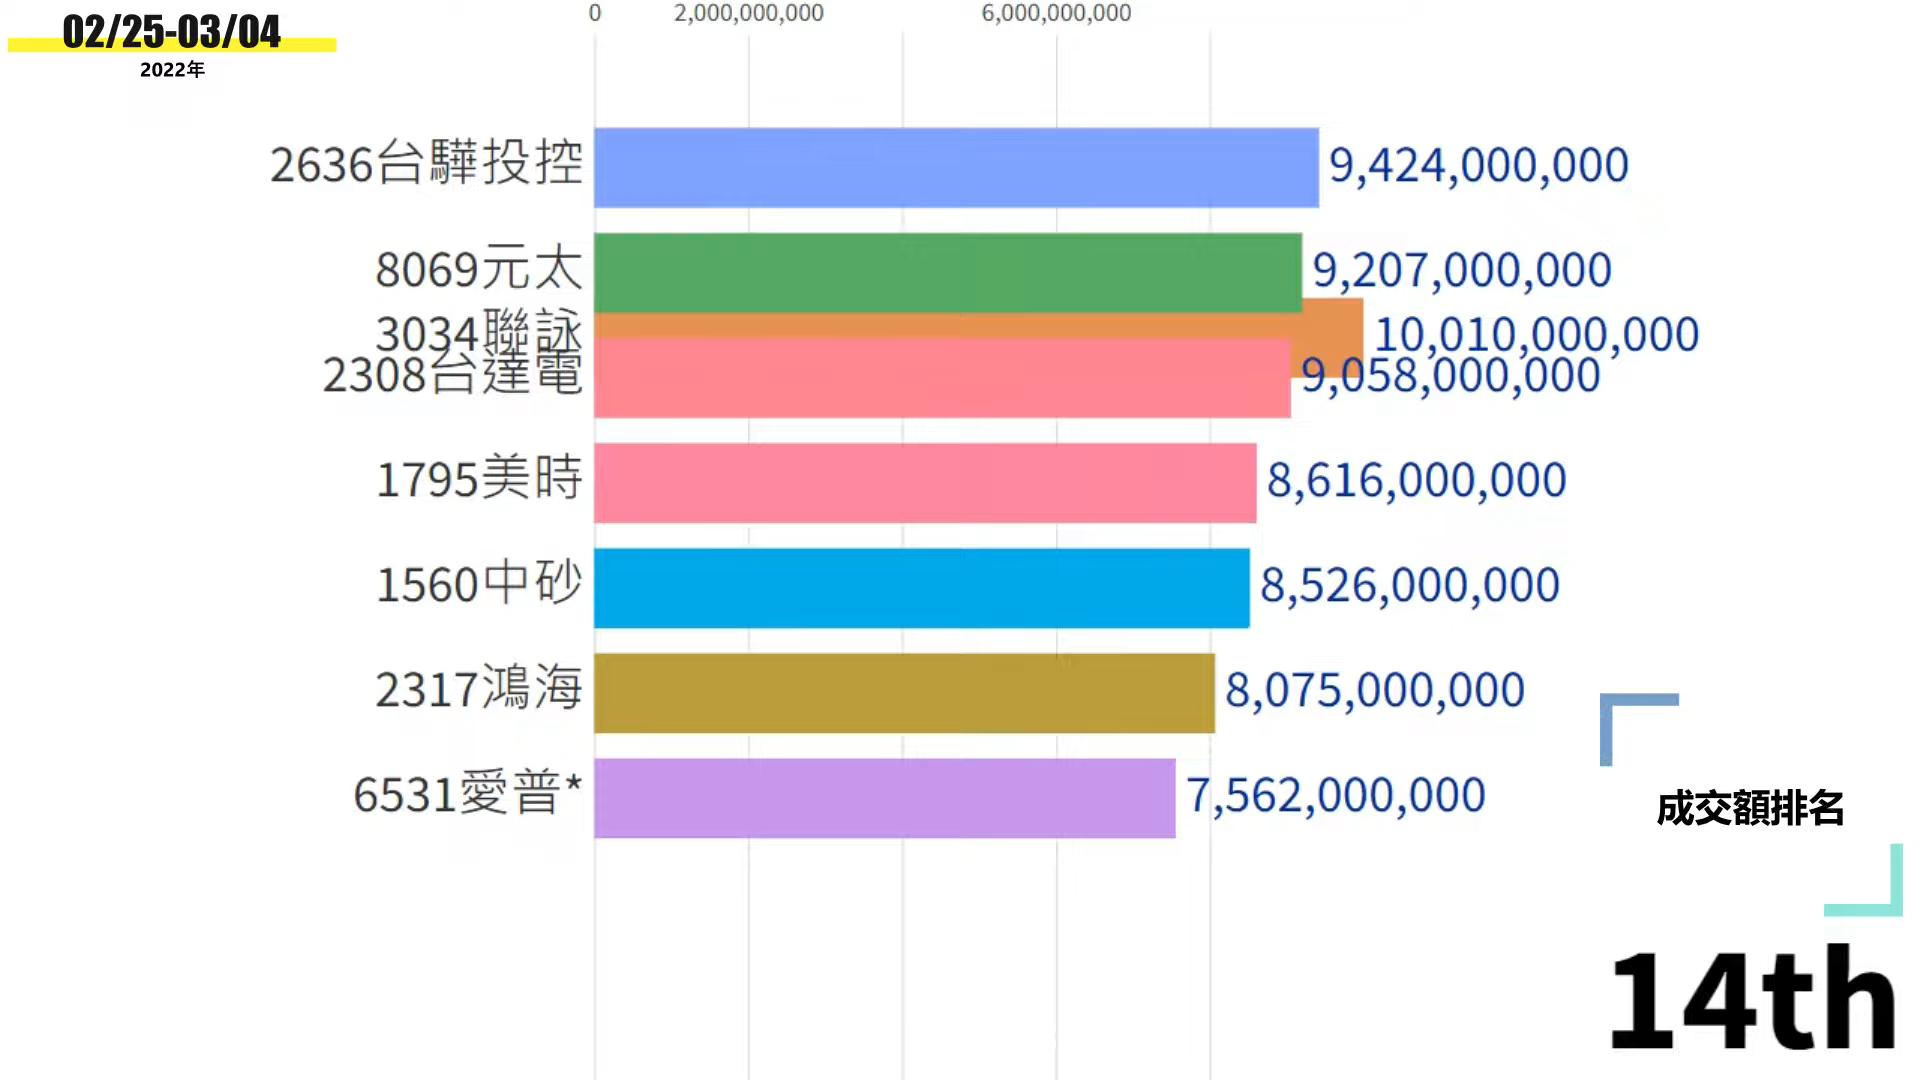 02/25-03/04
2022年
0
2,000,000,000
6,000,000,000
2636台驊投控 9,424,000,000
8069元太 9,207,000,000
3034聯詠 10,010,000,000
2308台達電 9,058,000,000
1795美時 8,616,000,000
1560中砂 8,526,000,000
2317鴻海 8,075,000,000
6531愛普* 7,562,000,000
成交額排名
14th